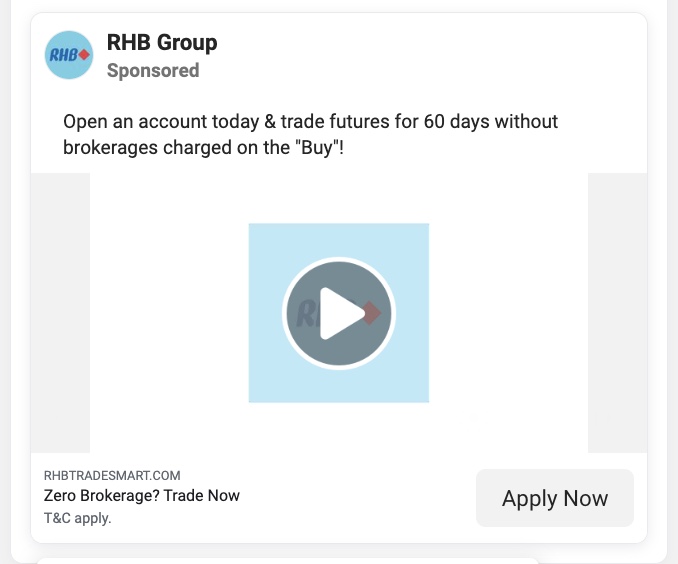 RHB
RHB Group
Sponsored
Open an account today & trade futures for 60 days without
brokerages charged on the "Buy"!
RHB
RHBTRADESMART.COM
Zero Brokerage? Trade Now
T&C apply.
Apply Now